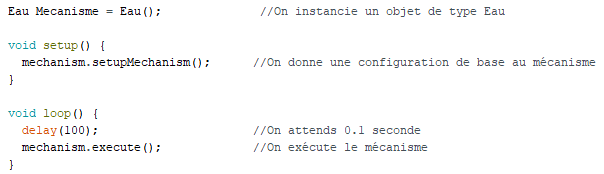 Eau Mecanisme = Eau(); //On instancie un objet de type Eau
void setup() {
mechanism.setupMechanism(); //On donne une configuration de base au mécanisme
}
void loop() {
delay(100); //On attends 0.1 seconde
mechanism.execute(); //On exécute le mécanisme
}